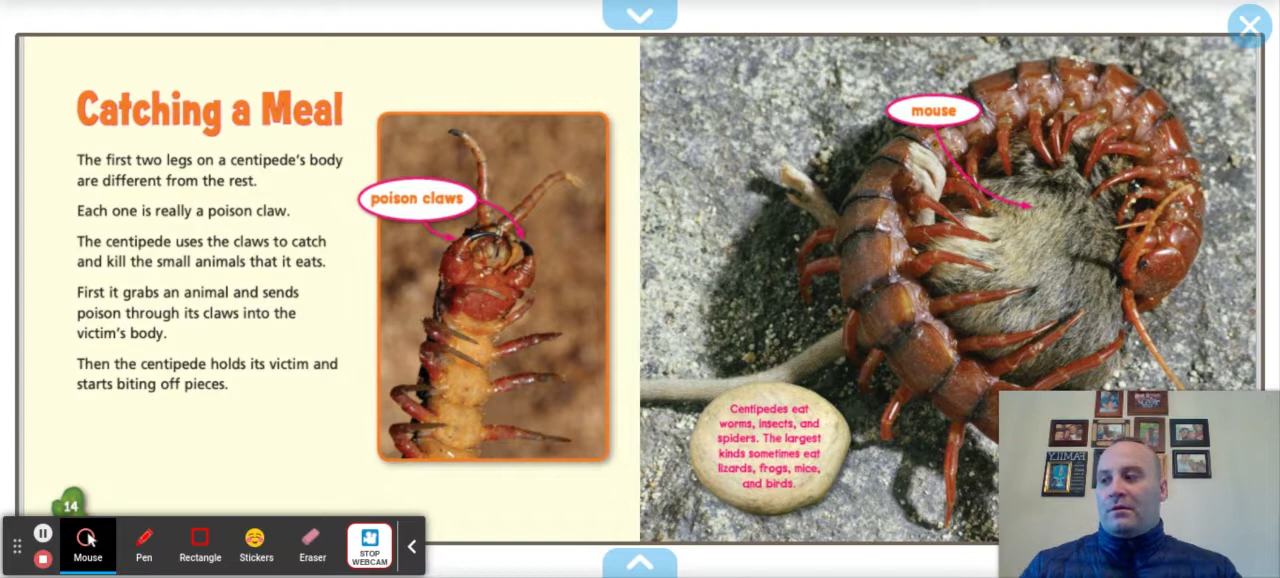 Catching a Meal
The first two legs on a centipede's body
are different from the rest.
Each one is really a poison claw.
The centipede uses the claws to catch
and kill the small animals that it eats.
First it grabs an animal and sends
poison through its claws into the
victim's body.
Then the centipede holds its victim and
starts biting off pieces.
poison claws
mouse
Centipedes eat
worms, insects, and
spiders. The largest
kinds sometimes eat
lizards, frogs, mice,
and birds.
14
Mouse
Pen
Rectangle
Stickers
Eraser
STOP
WEBCAM